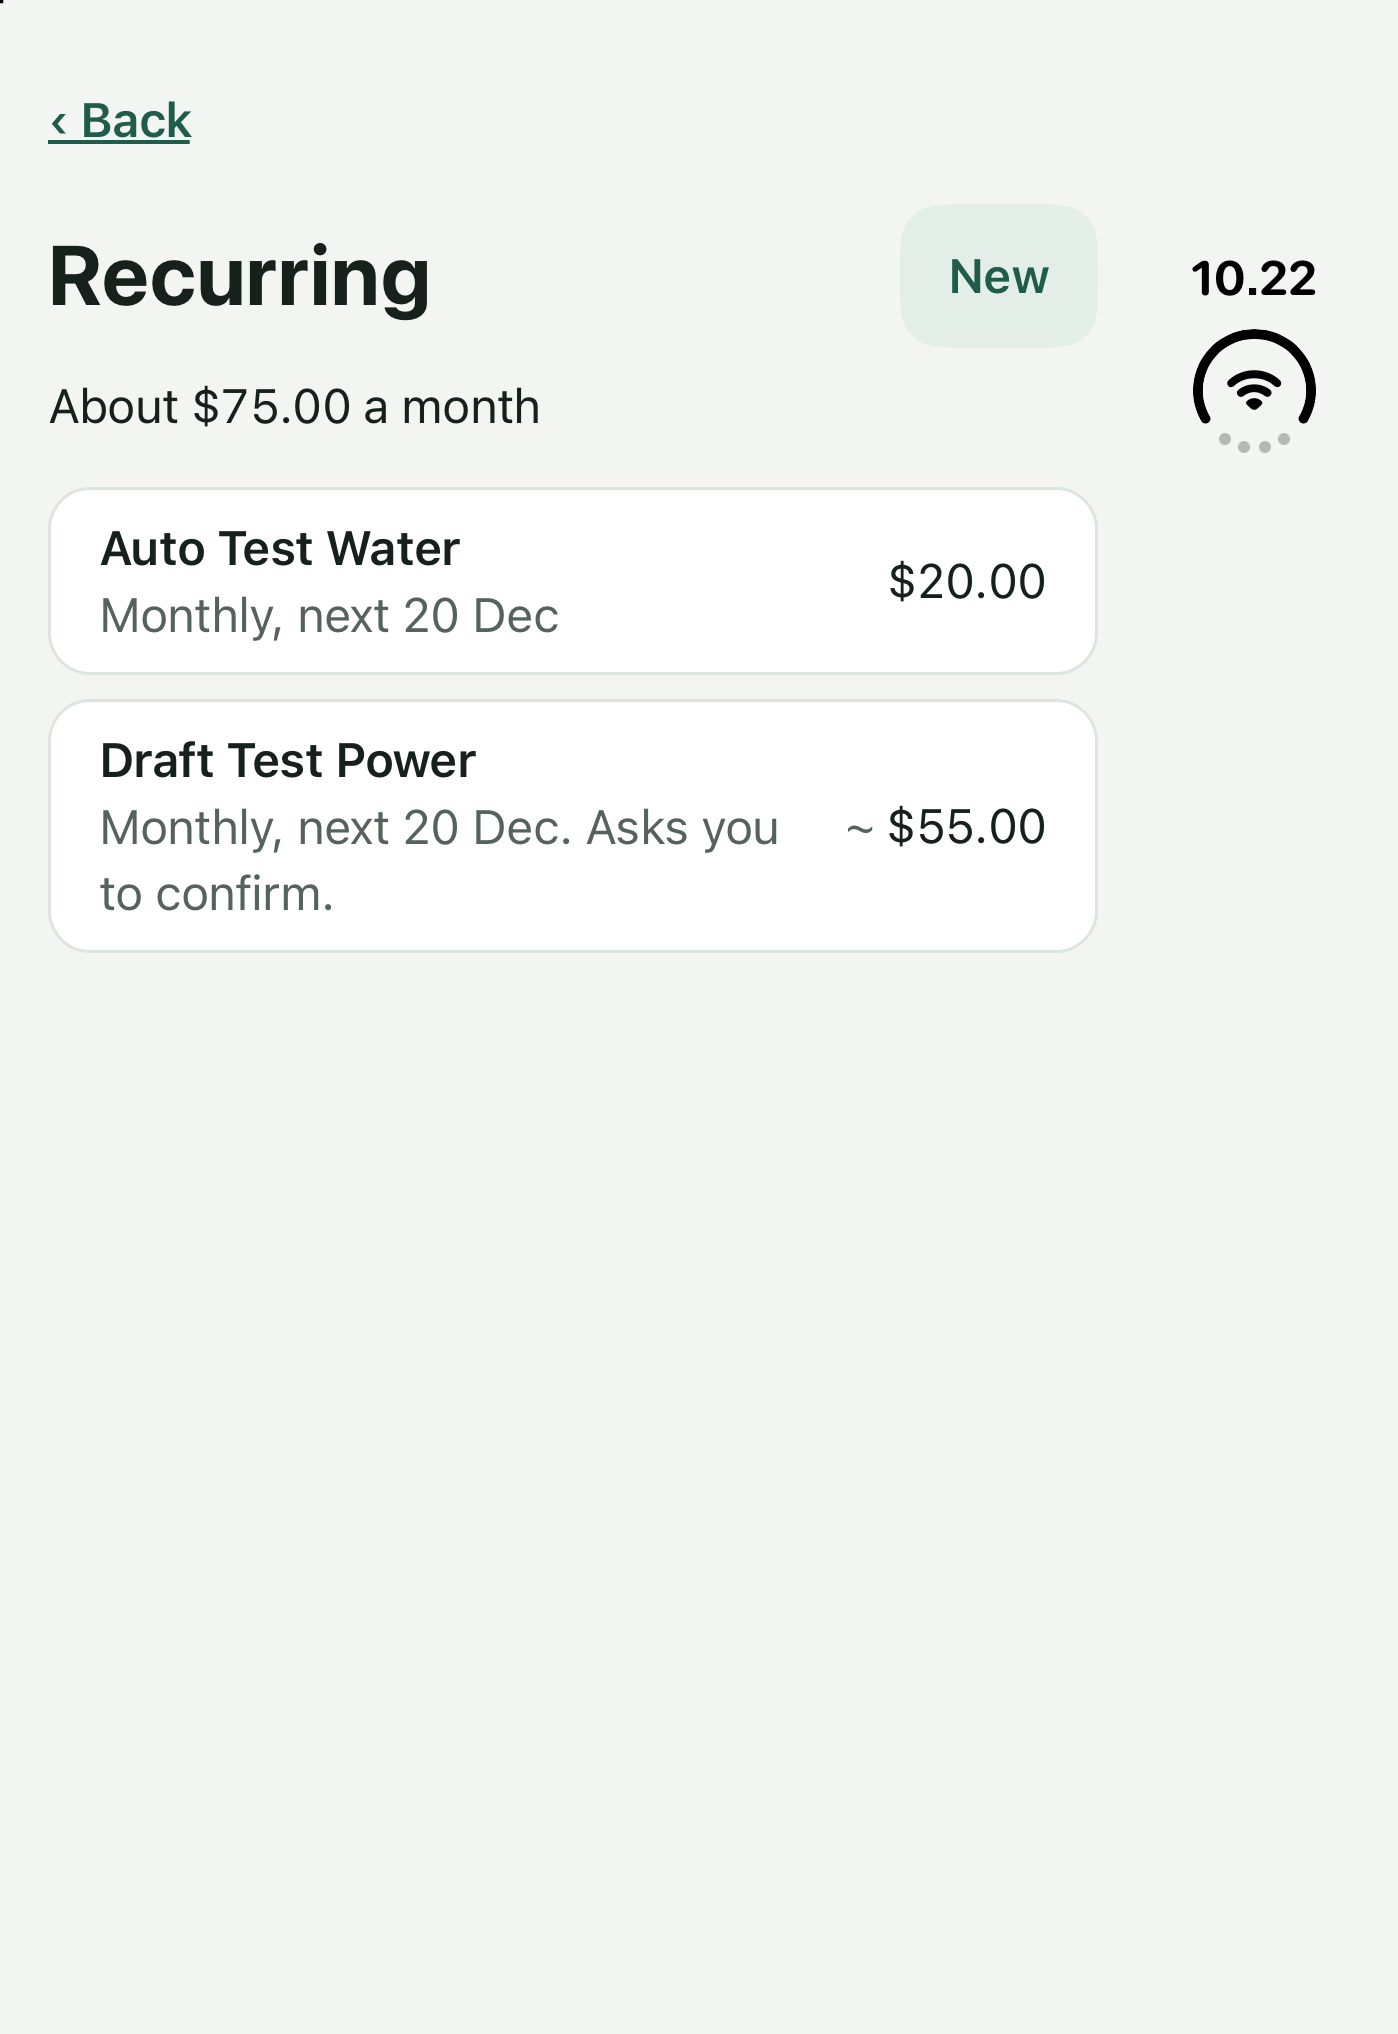 ‹ Back
Recurring
New
10.22
About $75.00 a month
Auto Test Water
$20.00
Monthly, next 20 Dec
Draft Test Power
Monthly, next 20 Dec. Asks you
to confirm.
~ $55.00